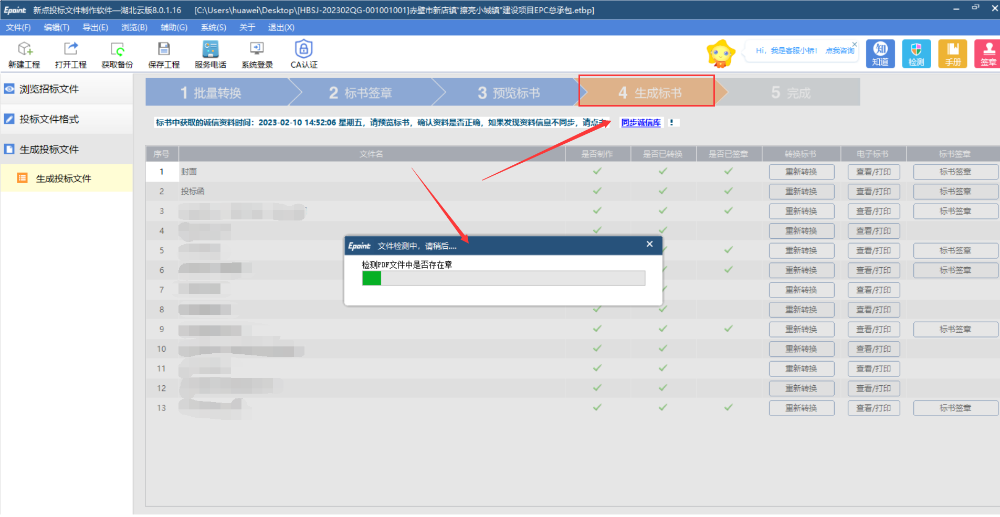 Epoint 新点投标文件制作软件—湖北云版8.0.1.16 [C:\Users\huawei\Desktop\[HBSJ-202302QG-001001001]赤壁市新店镇“擦亮小城镇”建设项目EPC总承包.etbp]
文件(F) 编辑(T) 导出(E) 浏览(B) 辅助(G) 系统(S) 关于 退出(X)
新建工程 打开工程 获取备份 保存工程 服务电话 系统登录 CA认证
Hi，我是客服小桥！ 点我咨询
知 知道 检测 手册 签章
浏览招标文件
投标文件格式
生成投标文件
生成投标文件
1 批量转换 2 标书签章 3 预览标书 4 生成标书 5 完成
标书中获取的诚信资料时间：2023-02-10 14:52:06 星期五，请预览标书，确认资料是否正确，如果发现资料信息不同步，请点击 同步诚信库 ！
序号 文件名 是否制作 是否已转换 是否已签章 转换标书 电子标书 标书签章
1 封面 重新转换 查看/打印 标书签章
2 投标函 重新转换 查看/打印 标书签章
3 重新转换 查看/打印 标书签章
4 重新转换 查看/打印
5 重新转换 查看/打印 标书签章
6 重新转换 查看/打印 标书签章
7 重新转换 查看/打印
8 重新转换 查看/打印
9 重新转换 查看/打印 标书签章
10 重新转换 查看/打印
11 重新转换 查看/打印
12 重新转换 查看/打印
13 重新转换 查看/打印 标书签章
Epoint 文件检测中，请稍后....
检测PDF文件中是否存在章